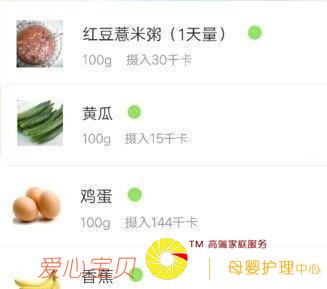 红豆薏米粥（1天量）
100g 摄入30千卡
黄瓜
100g 摄入15千卡
鸡蛋
100g 摄入144千卡
TM 高端家庭服务
香蕉
爱心宝贝
母婴护理中心